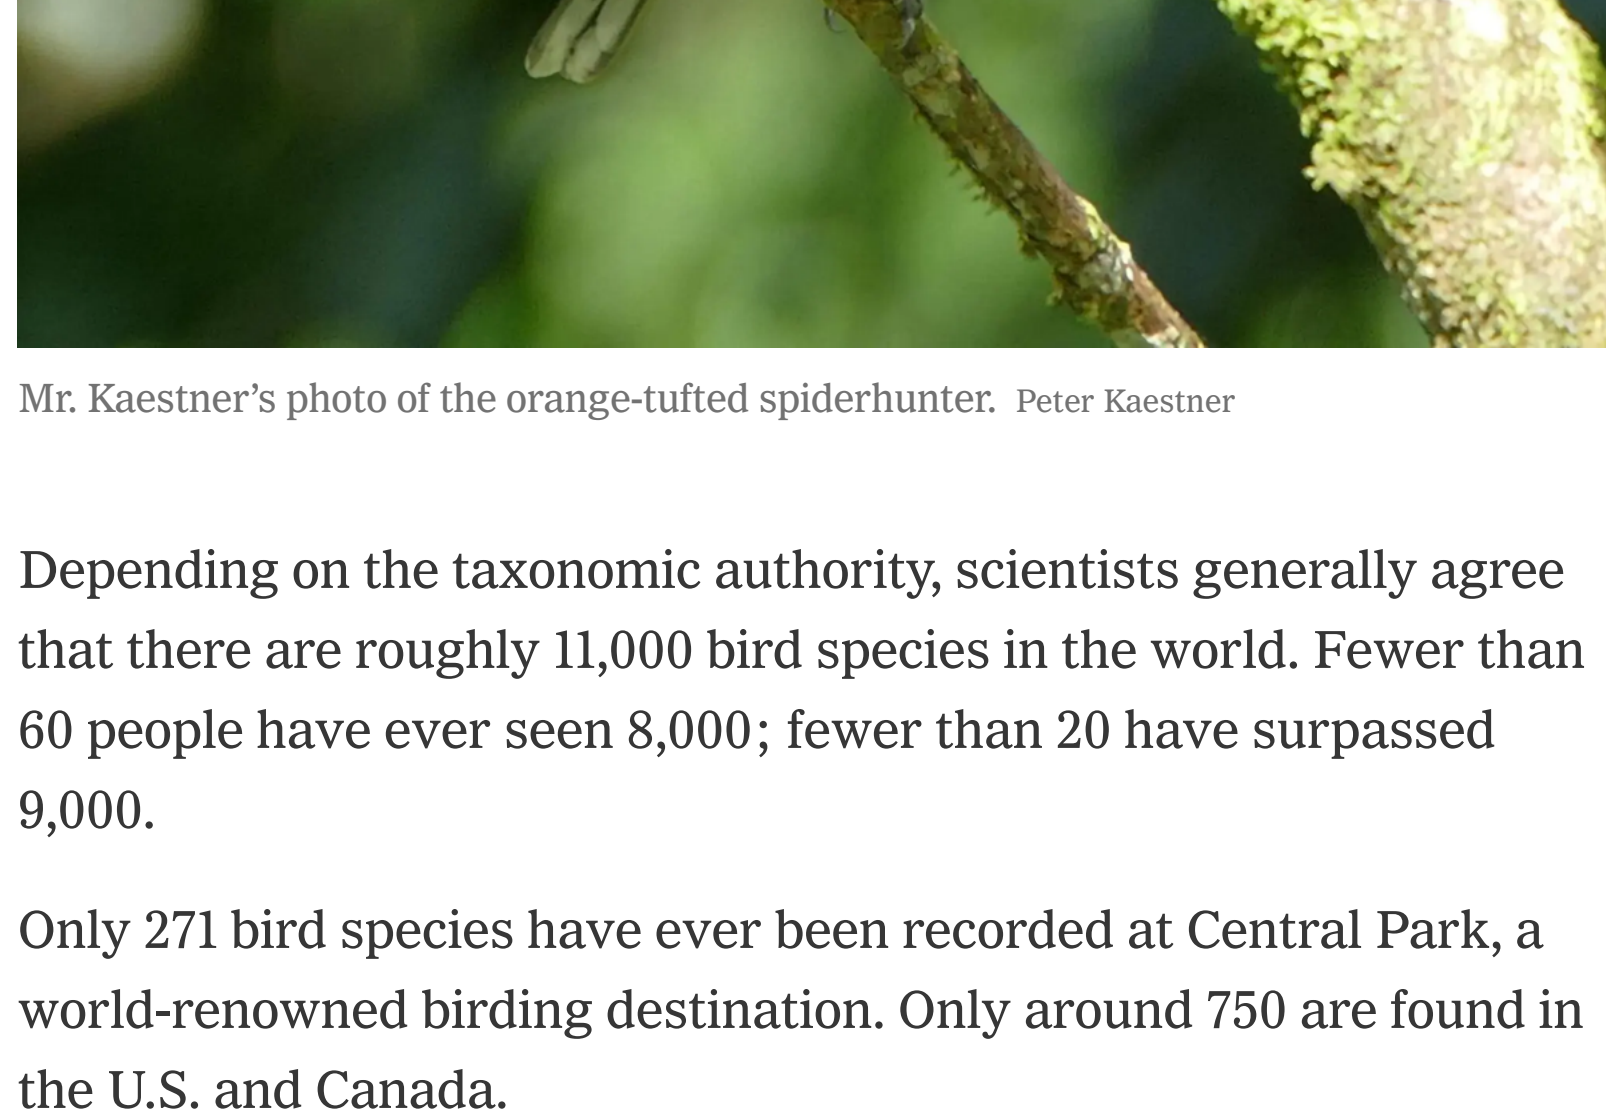 Mr. Kaestner’s photo of the orange-tufted spiderhunter. Peter Kaestner
Depending on the taxonomic authority, scientists generally agree
that there are roughly 11,000 bird species in the world. Fewer than
60 people have ever seen 8,000; fewer than 20 have surpassed
9,000.
Only 271 bird species have ever been recorded at Central Park, a
world-renowned birding destination. Only around 750 are found in
the U.S. and Canada.